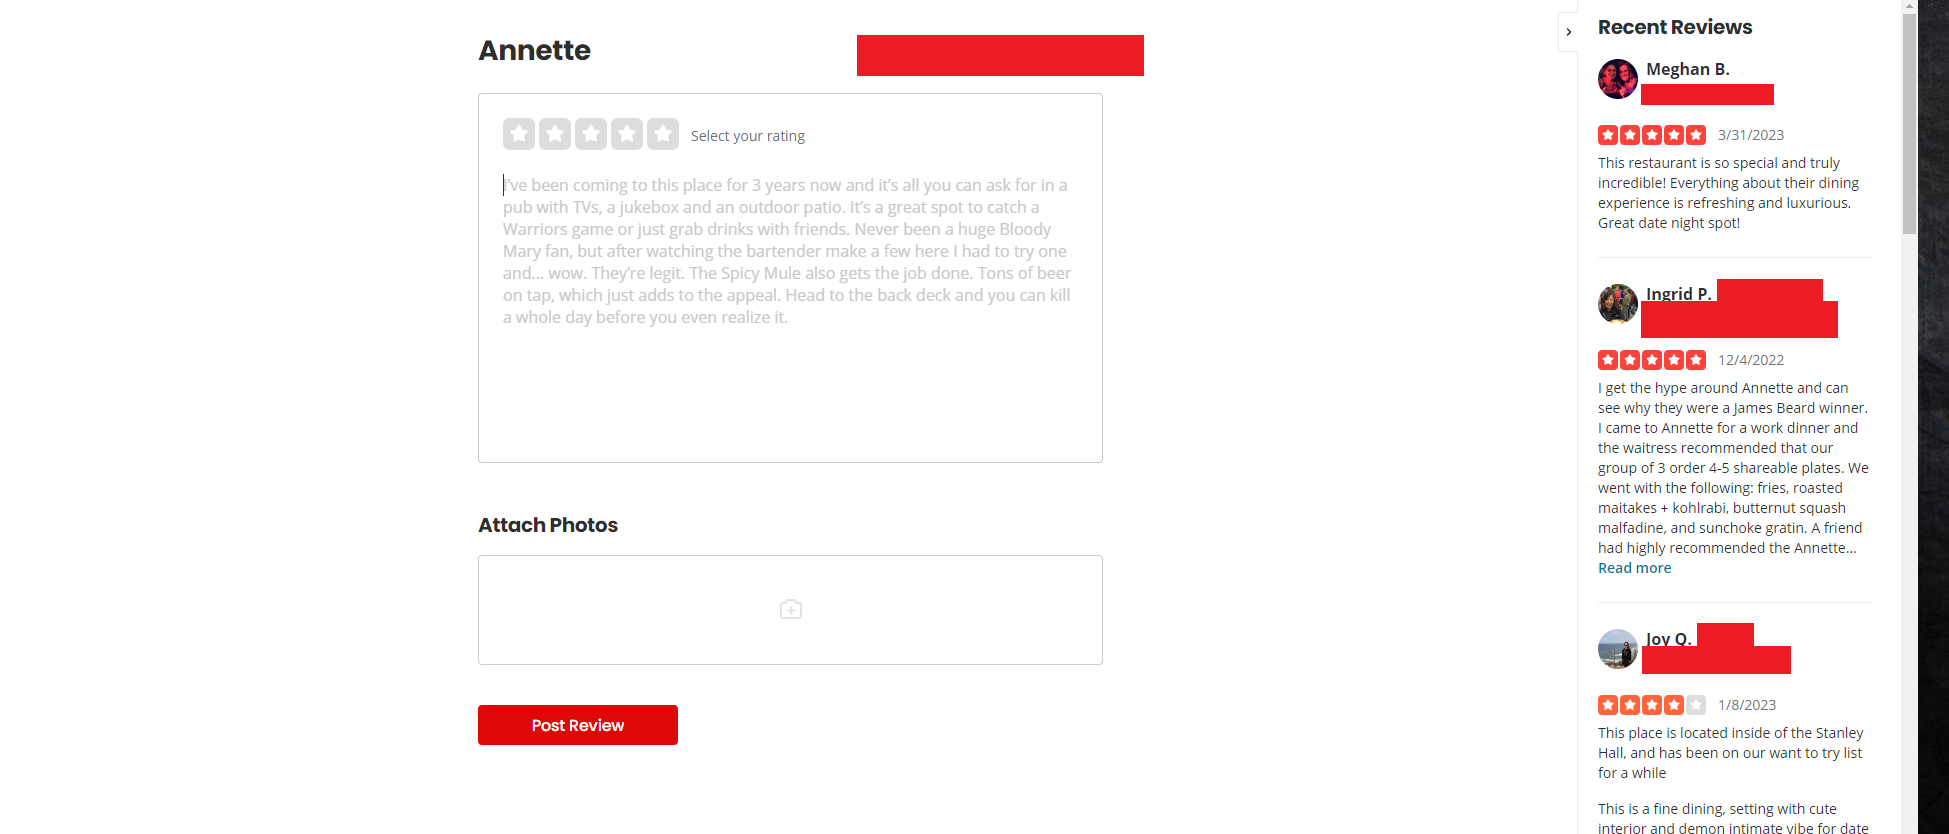 Annette
Select your rating
I've been coming to this place for 3 years now and it's all you can ask for in a
pub with TVs, a jukebox and an outdoor patio. It's a great spot to catch a
Warriors game or just grab drinks with friends. Never been a huge Bloody
Mary fan, but after watching the bartender make a few here I had to try one
and... wow. They're legit. The Spicy Mule also gets the job done. Tons of beer
on tap, which just adds to the appeal. Head to the back deck and you can kill
a whole day before you even realize it.
Attach Photos
Post Review
Recent Reviews
Meghan B.
3/31/2023
This restaurant is so special and truly
incredible! Everything about their dining
experience is refreshing and luxurious.
Great date night spot!
Ingrid P.
12/4/2022
I get the hype around Annette and can
see why they were a James Beard winner.
I came to Annette for a work dinner and
the waitress recommended that our
group of 3 order 4-5 shareable plates. We
went with the following: fries, roasted
maitakes + kohlrabi, butternut squash
malfadine, and sunchoke gratin. A friend
had highly recommended the Annette...
Read more
Joy Q.
1/8/2023
This place is located inside of the Stanley
Hall, and has been on our want to try list
for a while
This is a fine dining, setting with cute
interior and demon intimate vibe for date